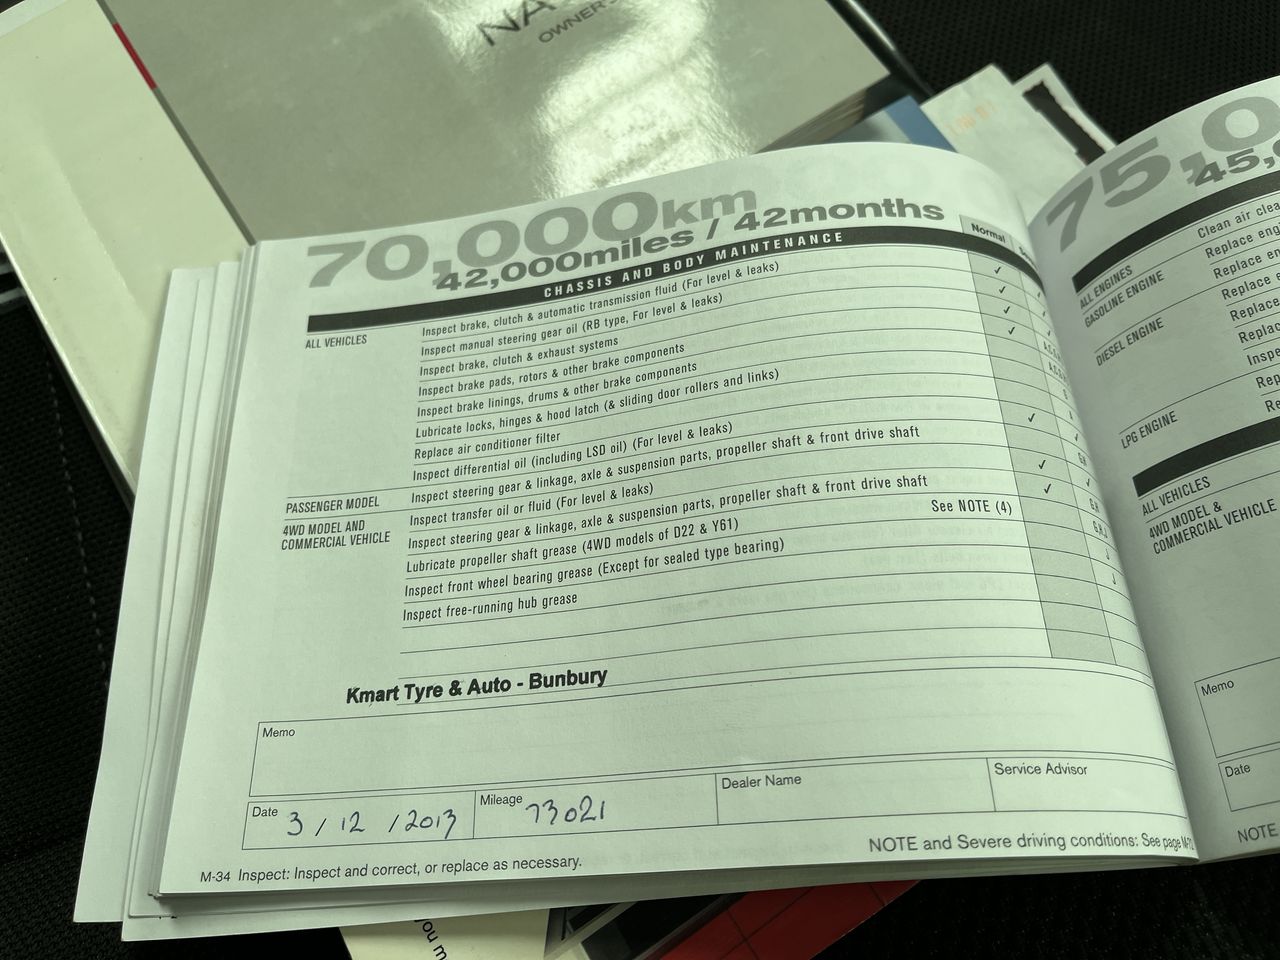 OWNER'S
70,000km
42,000miles / 42months
CHASSIS AND BODY MAINTENANCE
Normal
ALL VEHICLES
Inspect brake, clutch & automatic transmission fluid (For level & leaks)
✓
Inspect manual steering gear oil (RB type, For level & leaks)
✓
Inspect brake, clutch & exhaust systems
✓
Inspect brake pads, rotors & other brake components
✓
Inspect brake linings, drums & other brake components
Lubricate locks, hinges & hood latch (& sliding door rollers and links)
Replace air conditioner filter
Inspect differential oil (including LSD oil) (For level & leaks)
✓
PASSENGER MODEL
Inspect steering gear & linkage, axle & suspension parts, propeller shaft & front drive shaft
4WD MODEL AND
COMMERCIAL VEHICLE
Inspect transfer oil or fluid (For level & leaks)
✓
Inspect steering gear & linkage, axle & suspension parts, propeller shaft & front drive shaft
✓
Lubricate propeller shaft grease (4WD models of D22 & Y61)
See NOTE (4)
Inspect front wheel bearing grease (Except for sealed type bearing)
Inspect free-running hub grease
Kmart Tyre & Auto - Bunbury
Memo
Date 3 / 12 / 2013
Mileage 73021
Dealer Name
Service Advisor
M-34 Inspect: Inspect and correct, or replace as necessary.
NOTE and Severe driving conditions: See page
75,0
45,
ALL ENGINES
Clean air
GASOLINE ENGINE
Replace
Replace
DIESEL ENGINE
Replace
Replace
LPG ENGINE
ALL VEHICLES
4WD MODEL &
COMMERCIAL VEHICLE
Memo
Date
NOTE